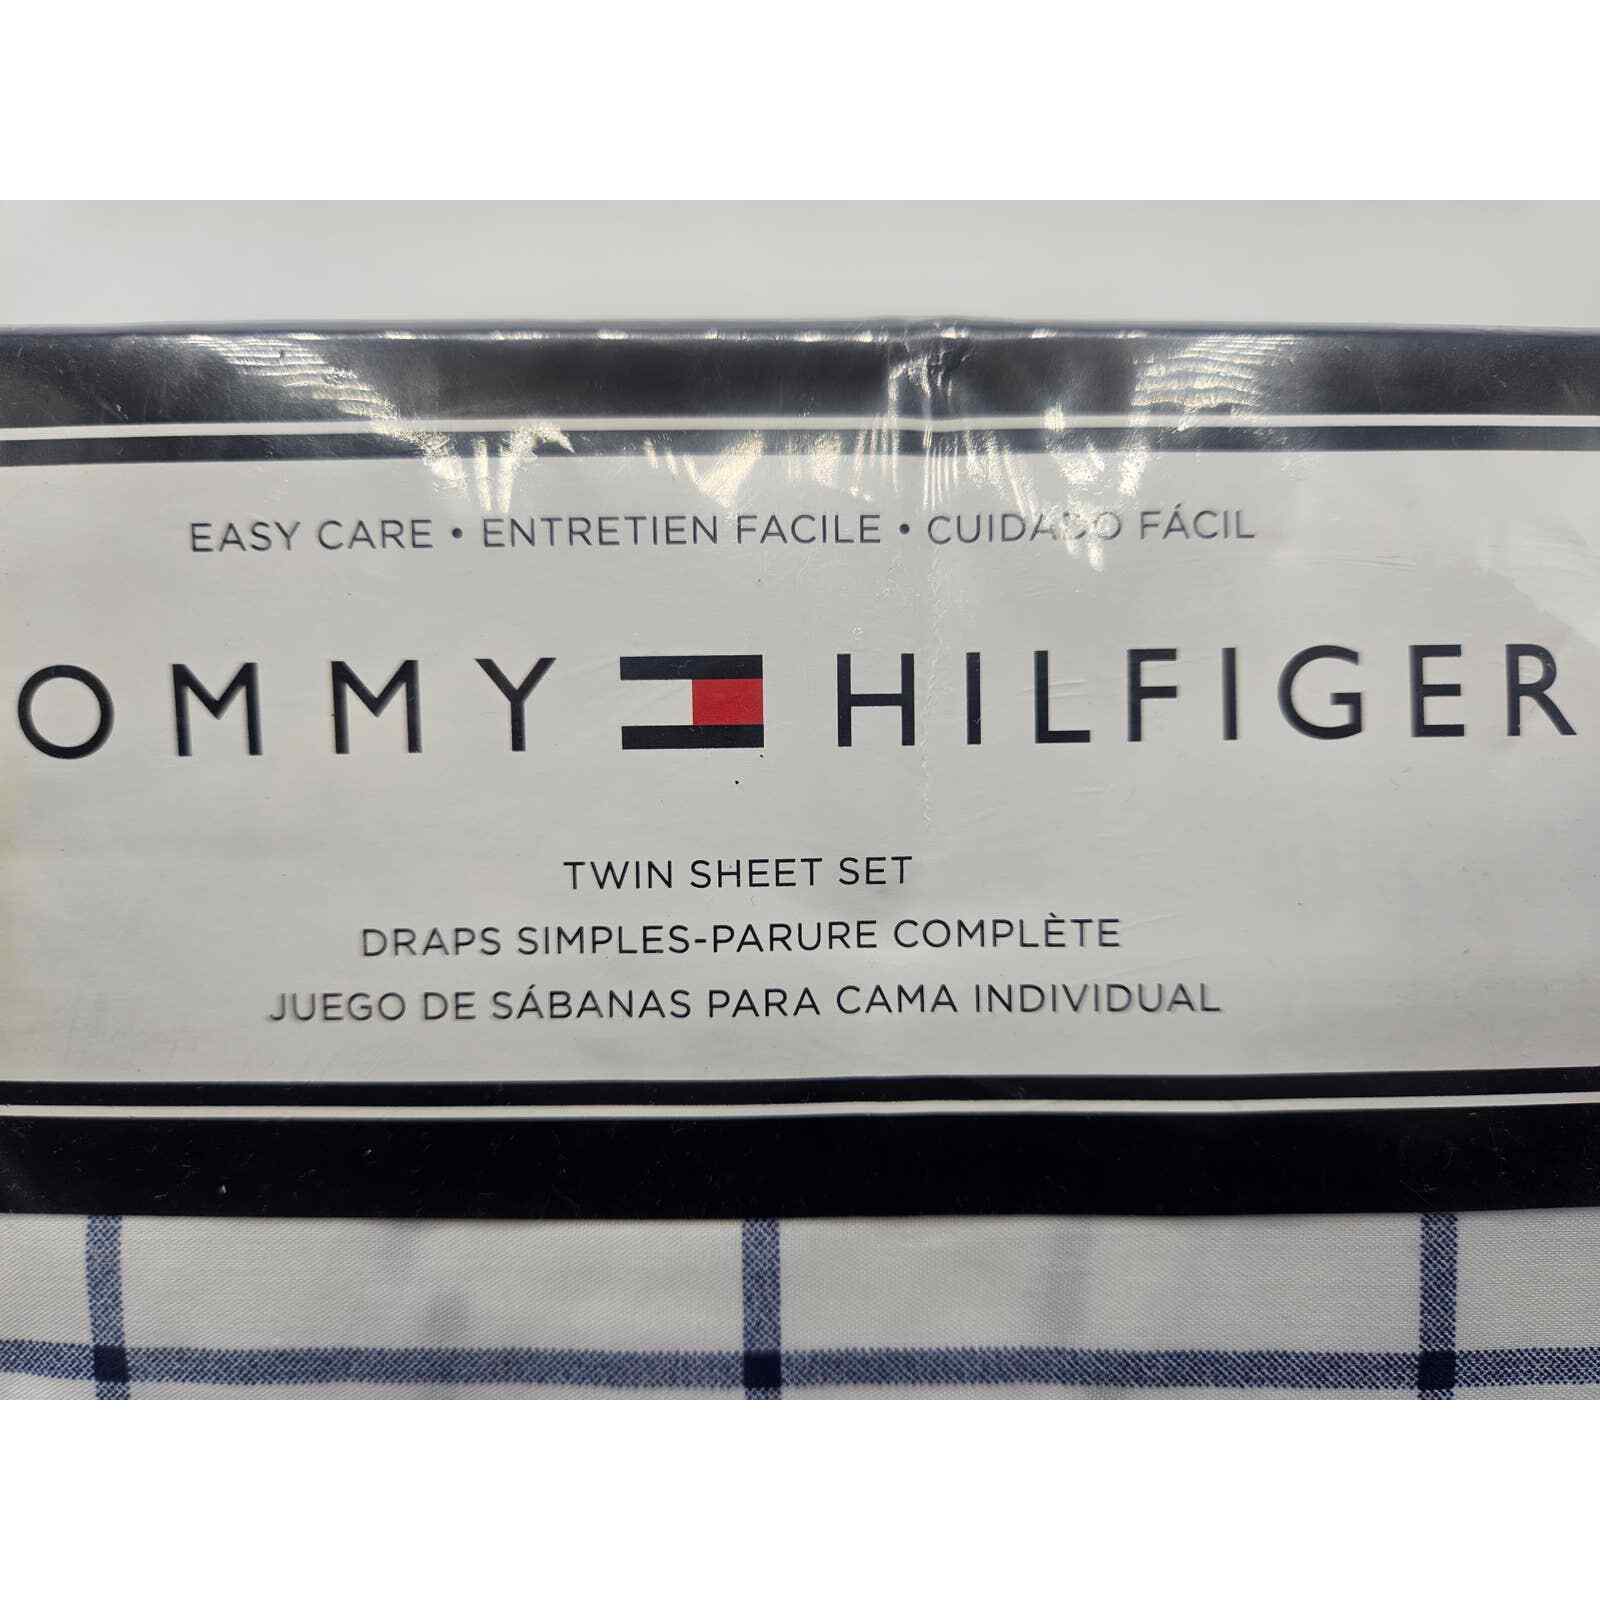 EASY CARE • ENTRETIEN FACILE • CUIDADO FÁCIL
OMMY HILFIGER
TWIN SHEET SET
DRAPS SIMPLES-PARURE COMPLÈTE
JUEGO DE SÁBANAS PARA CAMA INDIVIDUAL